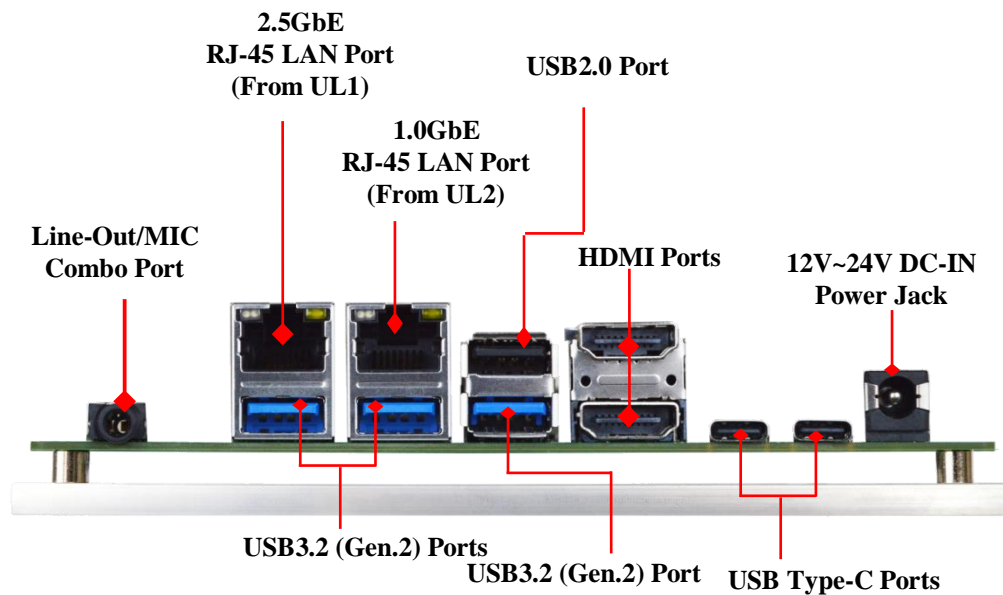 2.5GbE
RJ-45 LAN Port
(From UL1)
USB2.0 Port
1.0GbE
RJ-45 LAN Port
(From UL2)
Line-Out/MIC
Combo Port
HDMI Ports
12V~24V DC-IN
Power Jack
USB3.2 (Gen.2) Ports
USB3.2 (Gen.2) Port
USB Type-C Ports